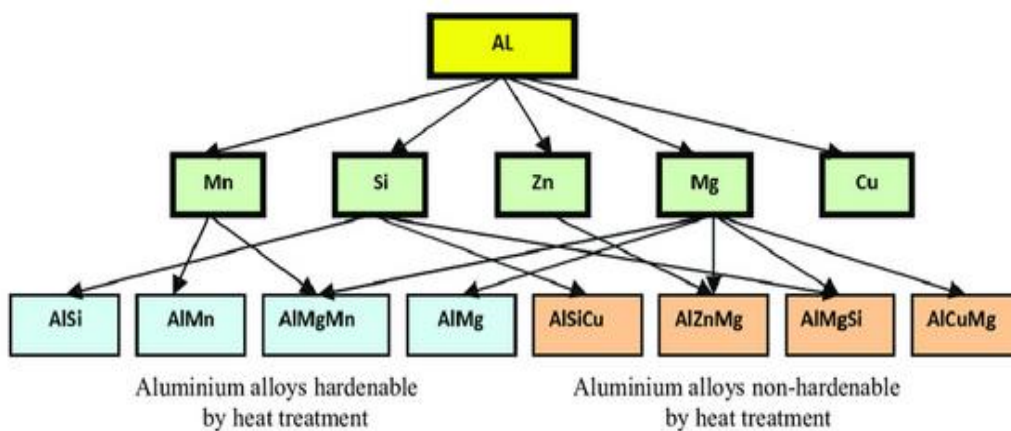 AL
Mn
Si
Zn
Mg
Cu
AlSi
AlMn
AlMgMn
AlMg
AlSiCu
AlZnMg
AlMgSi
AlCuMg
Aluminium alloys hardenable
by heat treatment
Aluminium alloys non-hardenable
by heat treatment